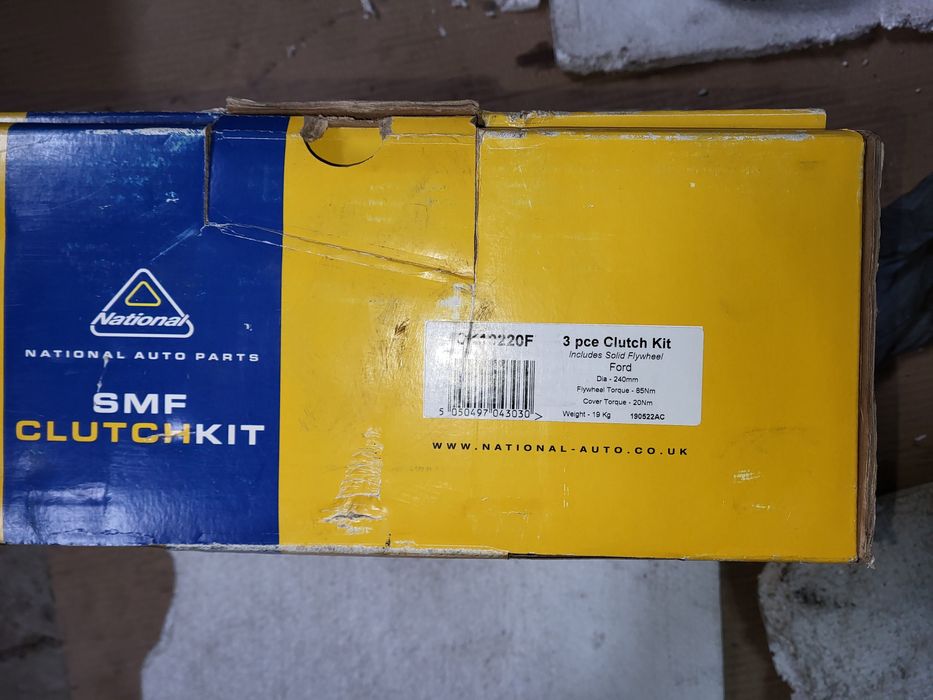 National
NATIONAL AUTO PARTS
SMF
CLUTCHKIT
3 pce Clutch Kit
Includes Solid Flywheel
Ford
Dia - 240mm
Flywheel Torque - 85Nm
Cover Torque - 20Nm
Weight - 19 Kg 190522AC
5 050497 043030 >
WWW.NATIONAL-AUTO.CO.UK